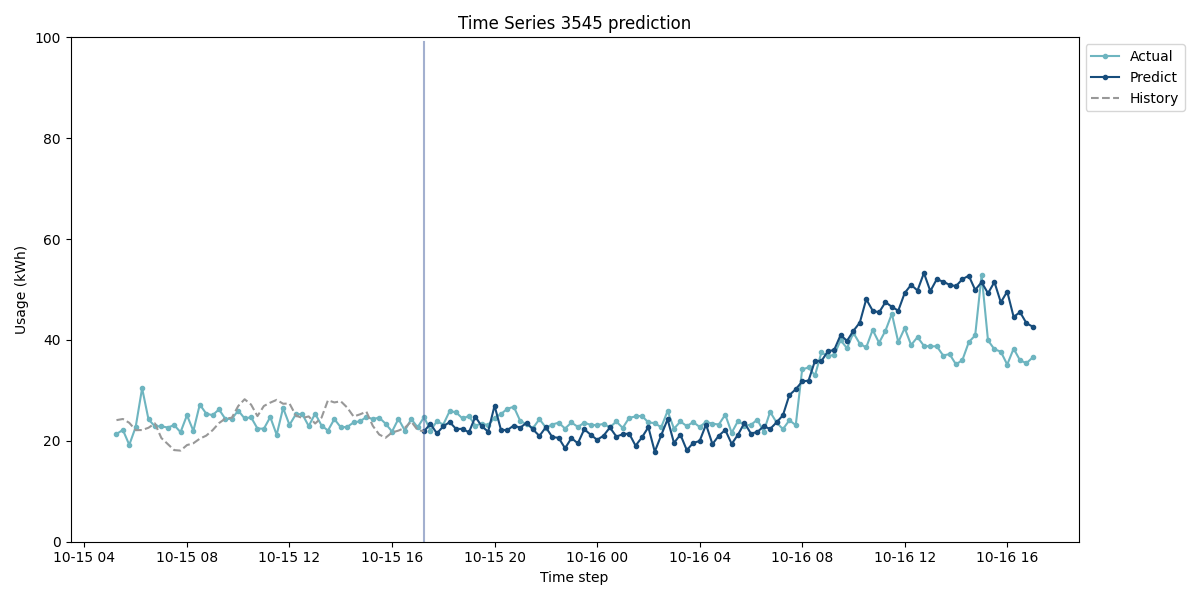 Time Series 3545 prediction
Actual
Predict
History
Usage (kWh)
100
80
60
40
20
0
10-15 04 10-15 08 10-15 12 10-15 16 10-15 20 10-16 00 10-16 04 10-16 08 10-16 12 10-16 16
Time step